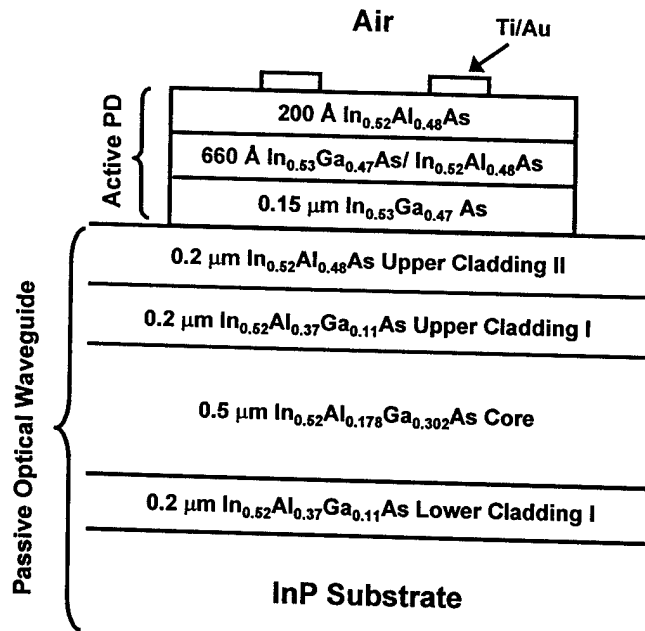 Air
Ti/Au
Active PD
200 Å In0.52Al0.48As
660 Å In0.53Ga0.47As/ In0.52Al0.48As
0.15 μm In0.53Ga0.47 As
Passive Optical Waveguide
0.2 μm In0.52Al0.48As Upper Cladding II
0.2 μm In0.52Al0.37Ga0.11As Upper Cladding I
0.5 μm In0.52Al0.178Ga0.302As Core
0.2 μm In0.52Al0.37Ga0.11As Lower Cladding I
InP Substrate